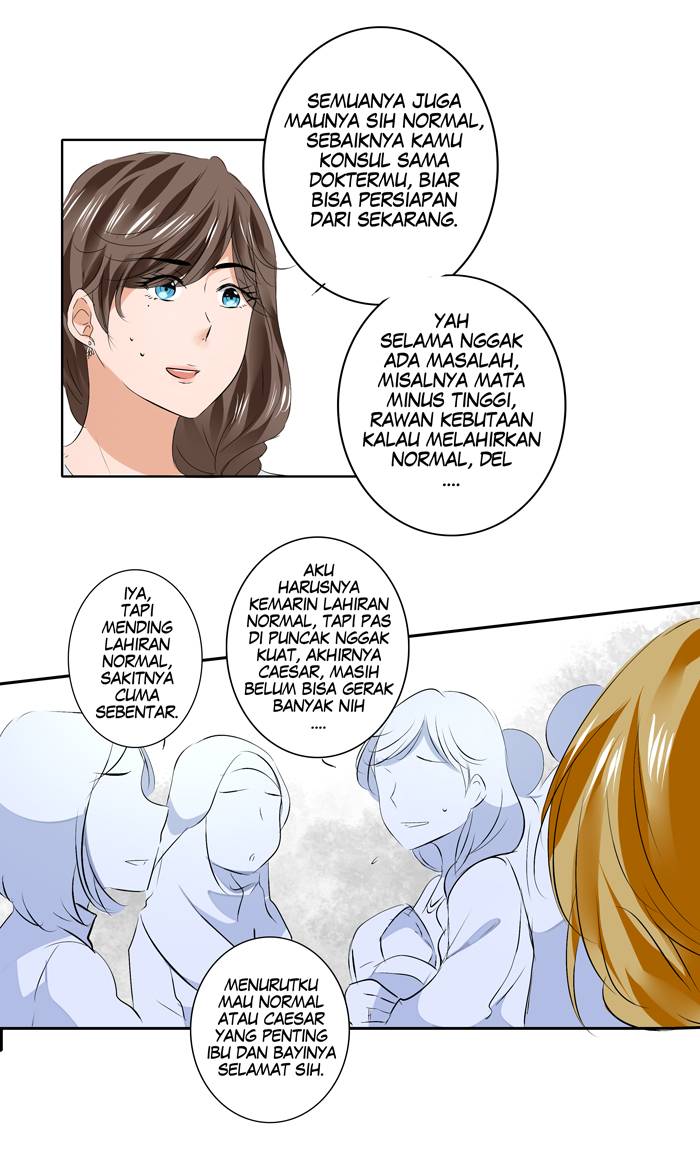 SEMUANYA JUGA
MAUNYA SIH NORMAL,
SEBAIKNYA KAMU
KONSUL SAMA
DOKTERMU, BIAR
BISA PERSIAPAN
DARI SEKARANG.
YAH
SELAMA NGGAK
ADA MASALAH,
MISALNYA MATA
MINUS TINGGI,
RAWAN KEBUTAAN
KALAU MELAHIRKAN
NORMAL, DEL
....
IYA,
TAPI
MENDING
LAHIRAN
NORMAL,
SAKITNYA
CUMA
SEBENTAR.
AKU
HARUSNYA
KEMARIN LAHIRAN
NORMAL, TAPI PAS
DI PUNCAK NGGAK
KUAT, AKHIRNYA
CAESAR, MASIH
BELUM BISA GERAK
BANYAK NIH
....
MENURUTKU
MAU NORMAL
ATAU CAESAR
YANG PENTING
IBU DAN BAYINYA
SELAMAT SIH.